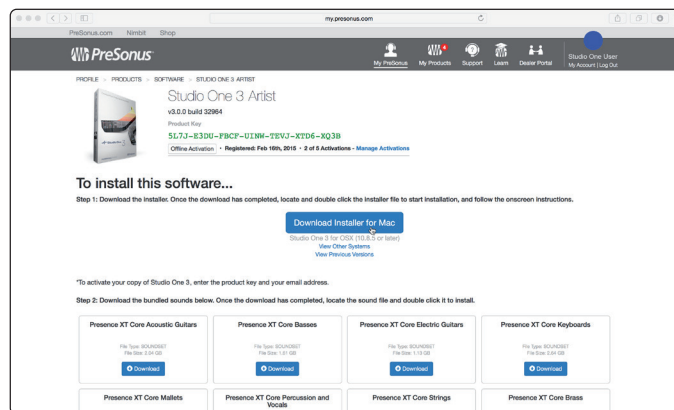 my.presonus.com
PreSonus.com Nimbit Shop
PreSonus
My PreSonus My Products Support Learn Dealer Portal
Studio One User
My Account | Log Out
PROFILE > PRODUCTS > SOFTWARE > STUDIO ONE 3 ARTIST
Studio One 3 Artist
v3.0.0 build 32964
Product Key
5L7J-E3DU-FBCF-UINW-TEVJ-XTD6-XQ3B
Offline Activation • Registered: Feb 16th, 2015 • 2 of 5 Activations - Manage Activations
To install this software...
Step 1: Download the installer. Once the download has completed, locate and double click the installer file to start installation, and follow the onscreen instructions.
Download Installer for Mac
Studio One 3 for OSX (10.8.5 or later)
View Other Systems
View Previous Versions
*To activate your copy of Studio One 3, enter the product key and your email address.
Step 2: Download the bundled sounds below. Once the download has completed, locate the sound file and double click it to install.
Presence XT Core Acoustic Guitars
File Type: SOUNDSET
File Size: 2.04 GB
Download
Presence XT Core Basses
File Type: SOUNDSET
File Size: 1.61 GB
Download
Presence XT Core Electric Guitars
File Type: SOUNDSET
File Size: 1.13 GB
Download
Presence XT Core Keyboards
File Type: SOUNDSET
File Size: 2.64 GB
Download
Presence XT Core Mallets
Presence XT Core Percussion and
Vocals
Presence XT Core Strings
Presence XT Core Brass